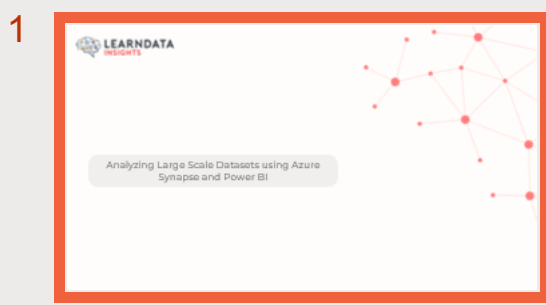 1
LEARNDATA
INSIGHTS
Analyzing Large Scale Datasets using Azure
Synapse and Power BI